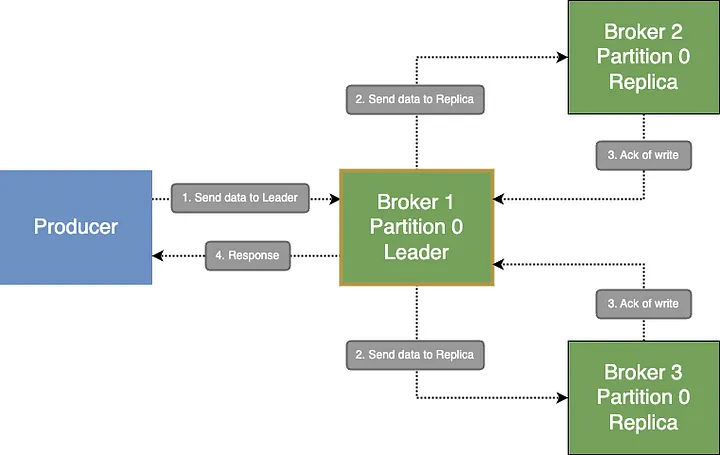 Producer
1. Send data to Leader
4. Response
Broker 1
Partition 0
Leader
2. Send data to Replica
Broker 2
Partition 0
Replica
3. Ack of write
2. Send data to Replica
Broker 3
Partition 0
Replica
3. Ack of write